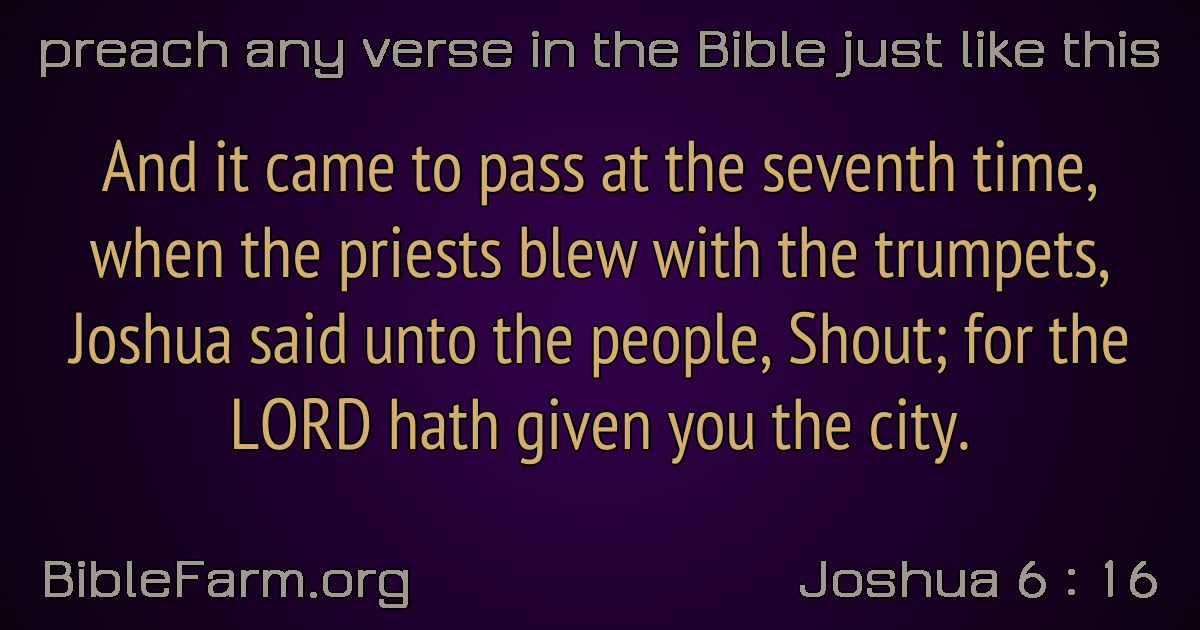 preach any verse in the Bible just like this
And it came to pass at the seventh time,
when the priests blew with the trumpets,
Joshua said unto the people, Shout; for the
LORD hath given you the city.
BibleFarm.org
Joshua 6 : 16